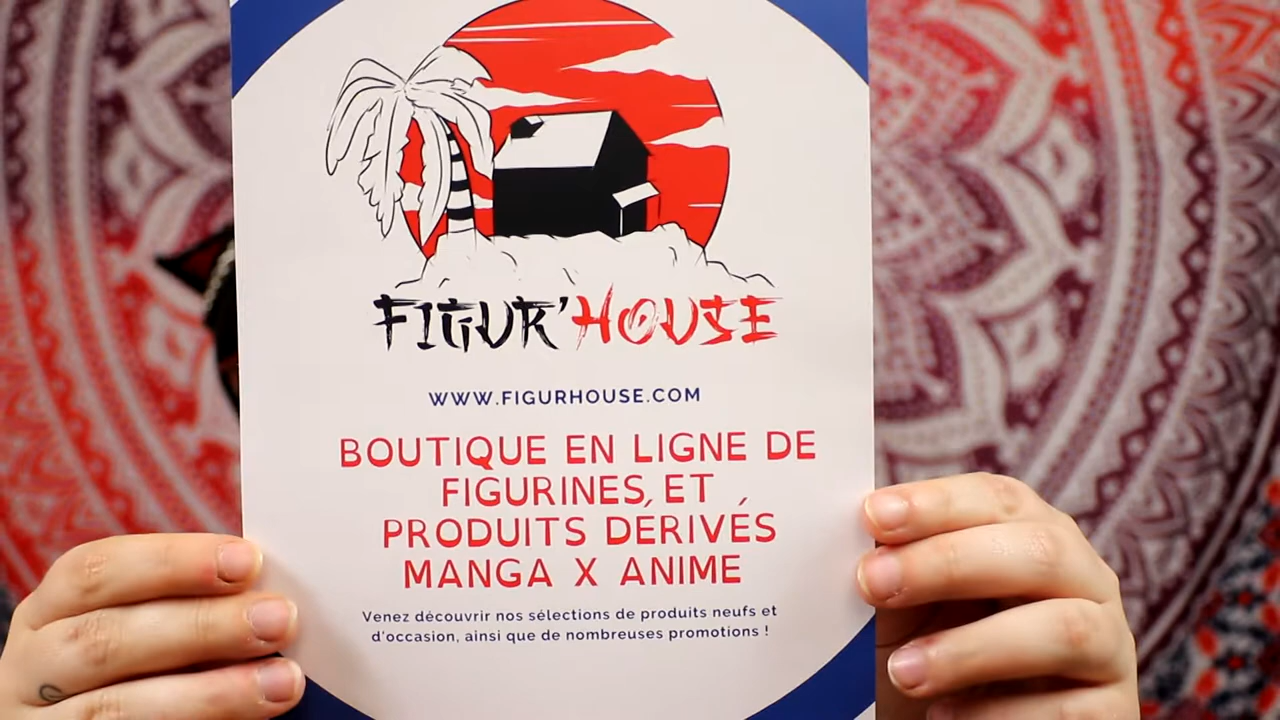 FIGUR'HOUSE
WWW.FIGURHOUSE.COM
BOUTIQUE EN LIGNE DE
FIGURINES, ET
PRODUITS DÉRIVÉS
MANGA X ANIME
Venez découvrir nos sélections de produits neufs et
d'occasion, ainsi que de nombreuses promotions !